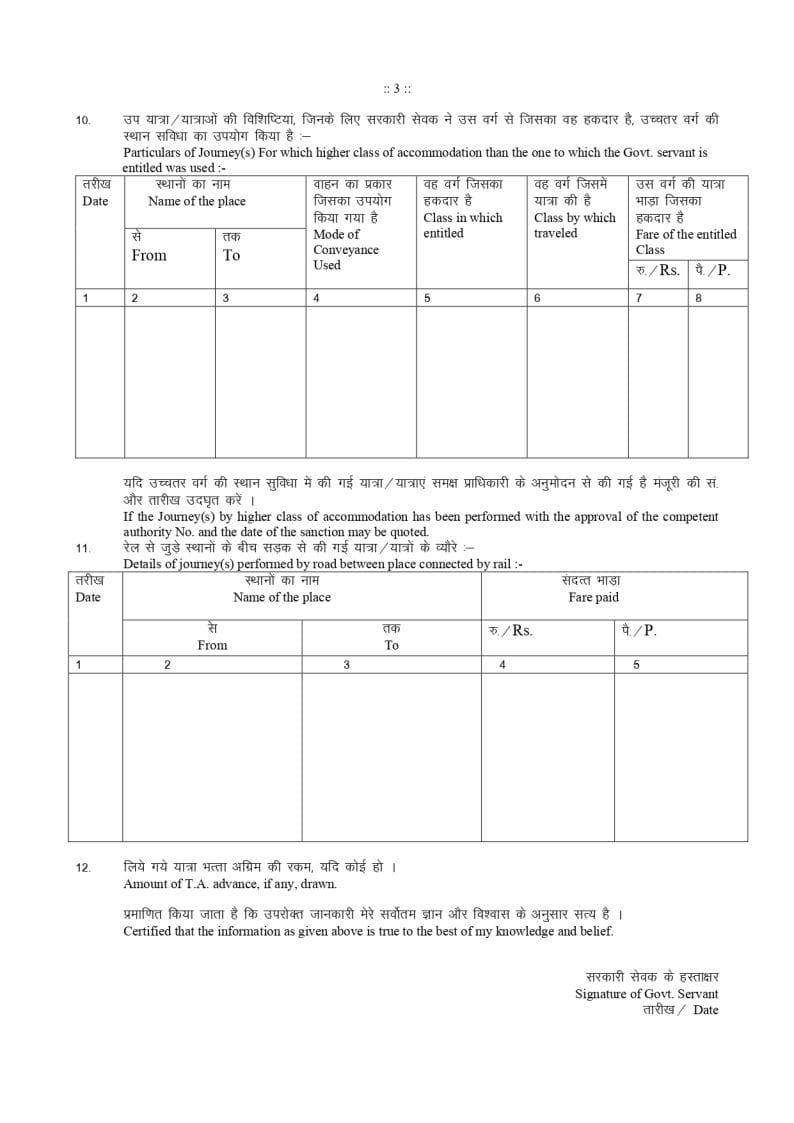 :: 3 ::
10. उप यात्रा/यात्राओं की विशिष्टियां, जिनके लिए सरकारी सेवक ने उस वर्ग से जिसका वह हकदार है, उच्चतर वर्ग की
स्थान सविधा का उपयोग किया है :–
Particulars of Journey(s) For which higher class of accommodation than the one to which the Govt. servant is
entitled was used :-
तरीख
Date
स्थानों का नाम
Name of the place
से
From
तक
To
वाहन का प्रकार
जिसका उपयोग
किया गया है
Mode of
Conveyance
Used
वह वर्ग जिसका
हकदार है
Class in which
entitled
वह वर्ग जिसमें
यात्रा की है
Class by which
traveled
उस वर्ग की यात्रा
भाड़ा जिसका
हकदार है
Fare of the entitled
Class
रु./Rs. पै./P.
1 2 3 4 5 6 7 8
यदि उच्चतर वर्ग की स्थान सुविधा में की गई यात्रा/यात्राएं समक्ष प्राधिकारी के अनुमोदन से की गई है मंजूरी की सं.
और तारीख उदघृत करें ।
If the Journey(s) by higher class of accommodation has been performed with the approval of the competent
authority No. and the date of the sanction may be quoted.
11. रेल से जुड़े स्थानों के बीच सड़क से की गई यात्रा/यात्रों के व्यौरे :–
Details of journey(s) performed by road between place connected by rail :-
तरीख
Date
स्थानों का नाम
Name of the place
संदत्त भाड़ा
Fare paid
से
From
तक
To
रु./Rs. पै./P.
1 2 3 4 5
12. लिये गये यात्रा भत्ता अग्रिम की रकम, यदि कोई हो ।
Amount of T.A. advance, if any, drawn.
प्रमाणित किया जाता है कि उपरोक्त जानकारी मेरे सर्वोतम ज्ञान और विश्वास के अनुसार सत्य है ।
Certified that the information as given above is true to the best of my knowledge and belief.
सरकारी सेवक के हस्ताक्षर
Signature of Govt. Servant
तारीख / Date